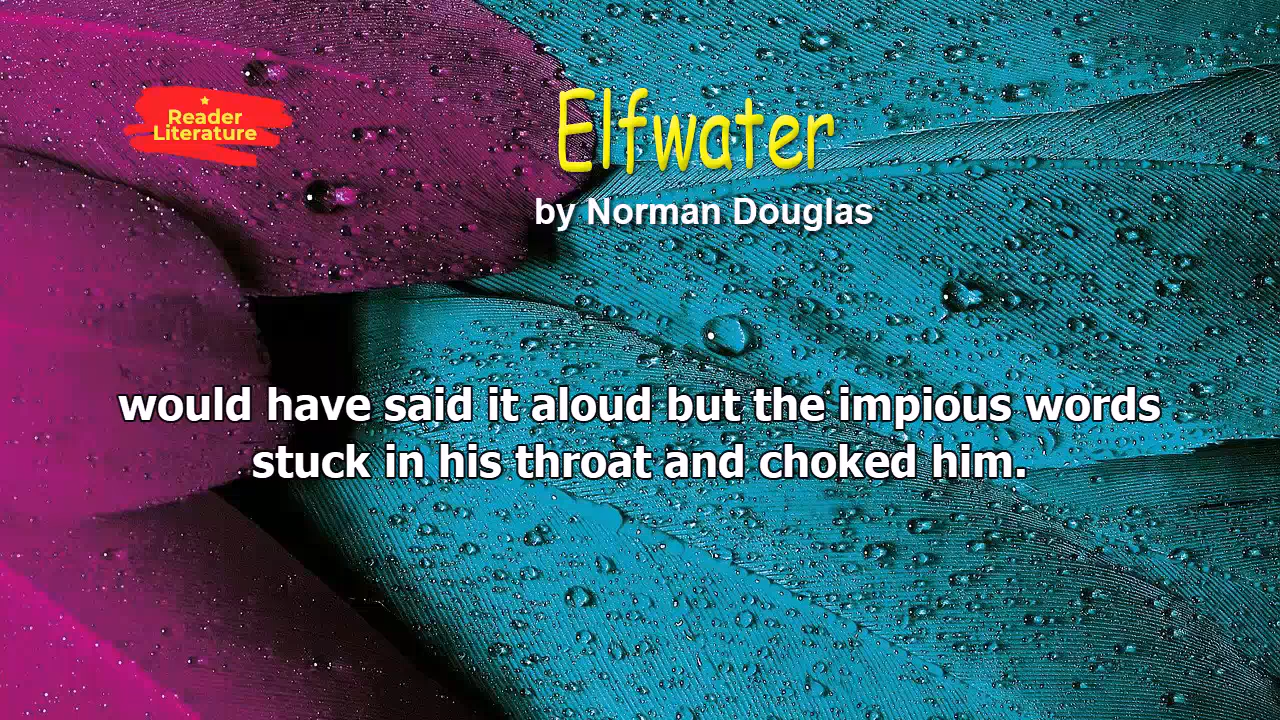 Reader
Literature
Elfwater
by Norman Douglas
would have said it aloud but the impious words
stuck in his throat and choked him.